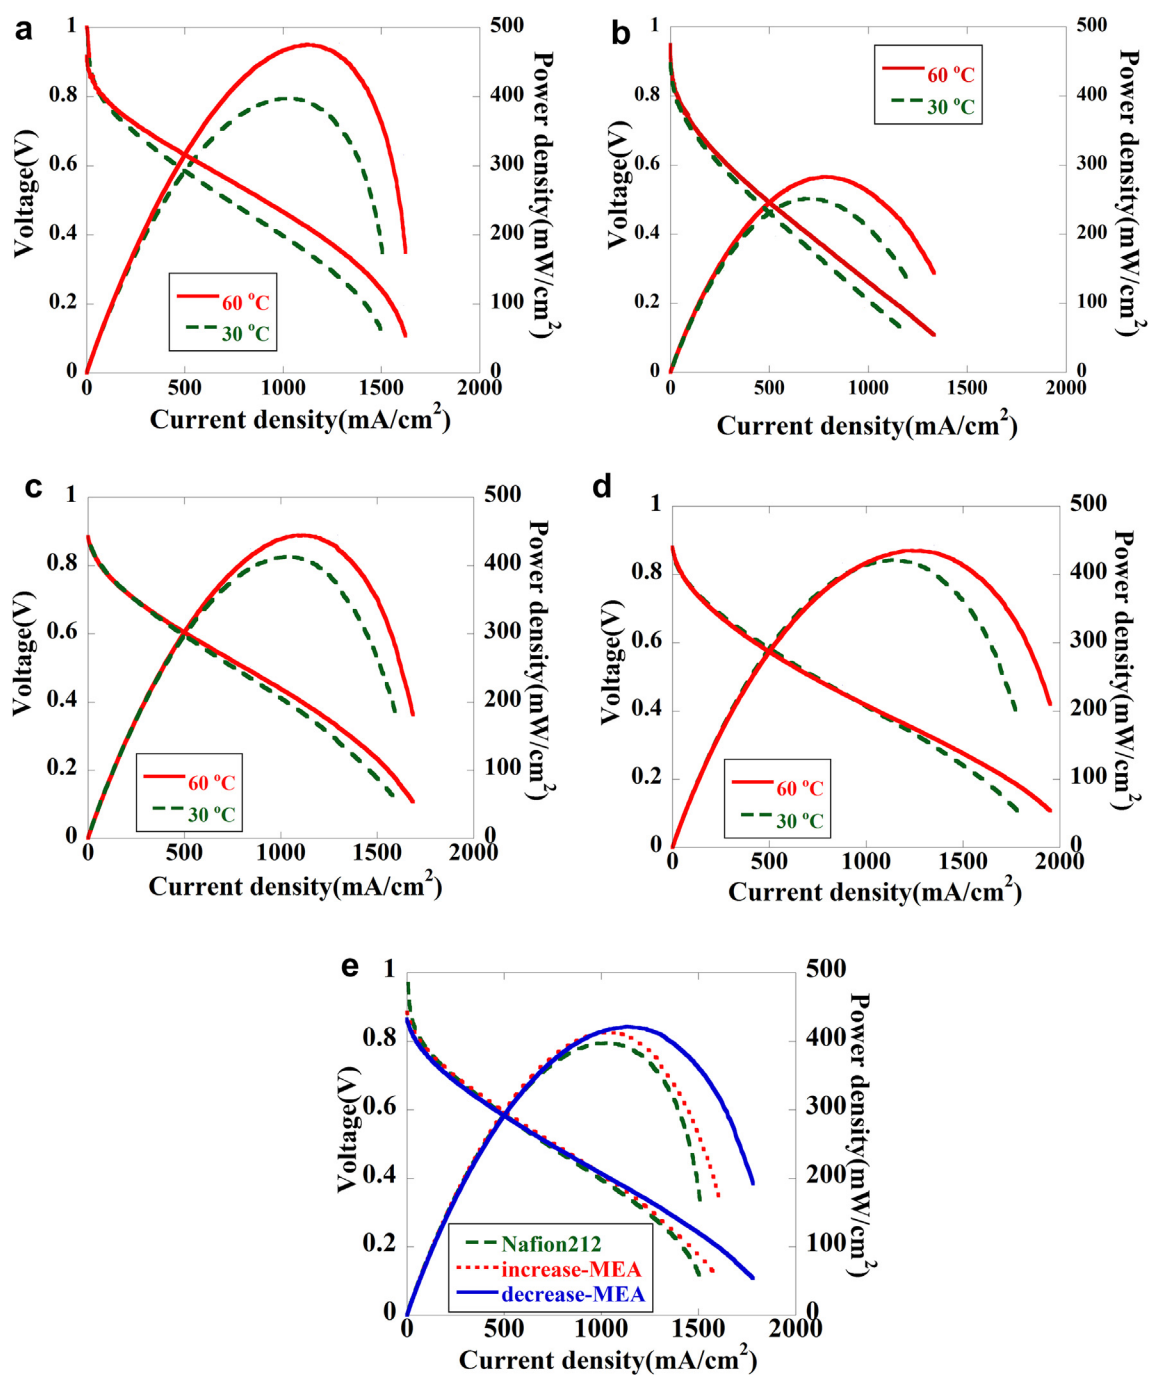 a
1
0.8
0.6
0.4
0.2
0
500
400
300
200
100
0
0
500
1000
1500
2000
Voltage(V)
Power density(mW/cm²)
Current density(mA/cm²)
60 °C
30 °C
b
1
0.8
0.6
0.4
0.2
0
500
400
300
200
100
0
0
500
1000
1500
2000
Voltage(V)
Power density(mW/cm²)
Current density(mA/cm²)
60 °C
30 °C
c
1
0.8
0.6
0.4
0.2
0
500
400
300
200
100
0
0
500
1000
1500
2000
Voltage(V)
Power density(mW/cm²)
Current density(mA/cm²)
60 °C
30 °C
d
1
0.8
0.6
0.4
0.2
0
500
400
300
200
100
0
0
500
1000
1500
2000
Voltage(V)
Power density(mW/cm²)
Current density(mA/cm²)
60 °C
30 °C
e
1
0.8
0.6
0.4
0.2
0
500
400
300
200
100
0
0
500
1000
1500
2000
Voltage(V)
Power density(mW/cm²)
Current density(mA/cm²)
Nafion212
increase-MEA
decrease-MEA